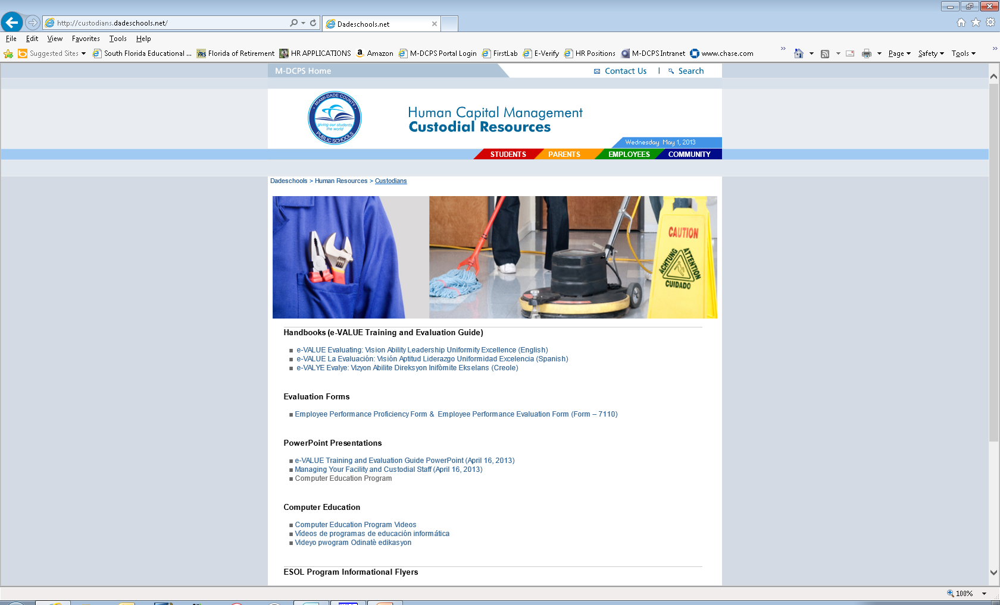 http://custodians.dadeschools.net/
Dadeschools.net
File Edit View Favorites Tools Help
Suggested Sites South Florida Educational ... Florida of Retirement HR APPLICATIONS Amazon M-DCPS Portal Login FirstLab E-Verify HR Positions M-DCPS Intranet www.chase.com » Page Safety Tools »
M-DCPS Home Contact Us | Search
MIAMI-DADE COUNTY
giving our students
the world
PUBLIC SCHOOLS
Human Capital Management
Custodial Resources
Wednesday May 1, 2013
STUDENTS PARENTS EMPLOYEES COMMUNITY
Dadeschools > Human Resources > Custodians
CAUTION
ACHTUNG ATTENTION
CUIDADO
Handbooks (e-VALUE Training and Evaluation Guide)
e-VALUE Evaluating: Vision Ability Leadership Uniformity Excellence (English)
e-VALUE La Evaluación: Visión Aptitud Liderazgo Uniformidad Excelencia (Spanish)
e-VALYE Evalye: Vizyon Abilite Direksyon Inifòmite Ekselans (Creole)
Evaluation Forms
Employee Performance Proficiency Form & Employee Performance Evaluation Form (Form – 7110)
PowerPoint Presentations
e-VALUE Training and Evaluation Guide PowerPoint (April 16, 2013)
Managing Your Facility and Custodial Staff (April 16, 2013)
Computer Education Program
Computer Education
Computer Education Program Videos
Vídeos de programas de educación informática
Videyo pwogram Odinatè edikasyon
ESOL Program Informational Flyers
100%